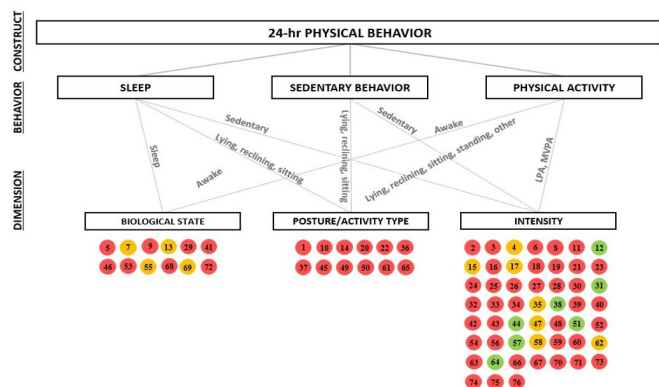 CONSTRUCT
24-hr PHYSICAL BEHAVIOR
BEHAVIOR
SLEEP
SEDENTARY BEHAVIOR
PHYSICAL ACTIVITY
Sleep
Sedentary
Lying, reclining, sitting
Awake
Lying, reclining, sitting
Sedentary
Awake
Lying, reclining, sitting, standing, other
LPA, MVPA
DIMENSION
BIOLOGICAL STATE
5 7 9 13 29 41
46 53 55 68 69 72
POSTURE/ACTIVITY TYPE
1 10 14 20 22 36
37 45 49 50 61 65
INTENSITY
2 3 4 6 8 11 12
15 16 17 18 19 21 23
24 25 26 27 28 30 31
32 33 34 35 38 39 40
42 43 44 47 48 51 52
54 56 57 58 59 60 62
63 64 66 67 70 71 73
74 75 76